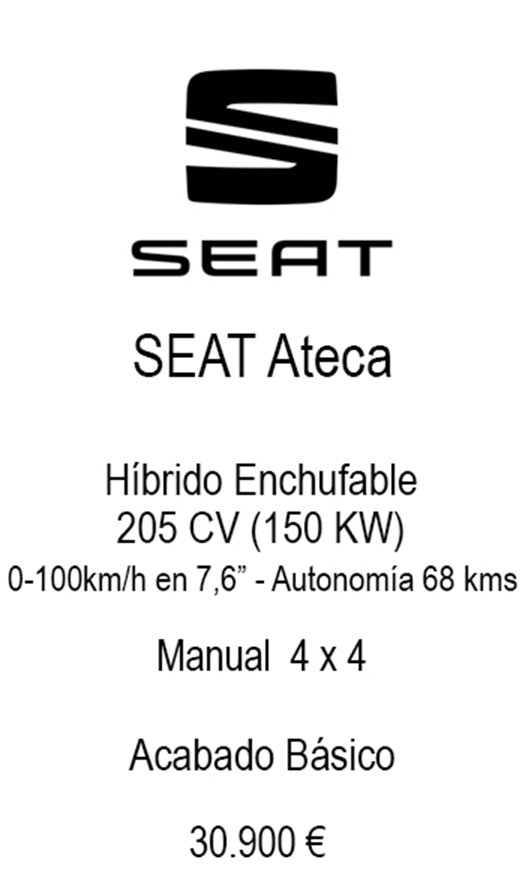 SEAT
SEAT Ateca
Híbrido Enchufable
205 CV (150 KW)
0-100km/h en 7,6” - Autonomía 68 kms
Manual 4 x 4
Acabado Básico
30.900 €